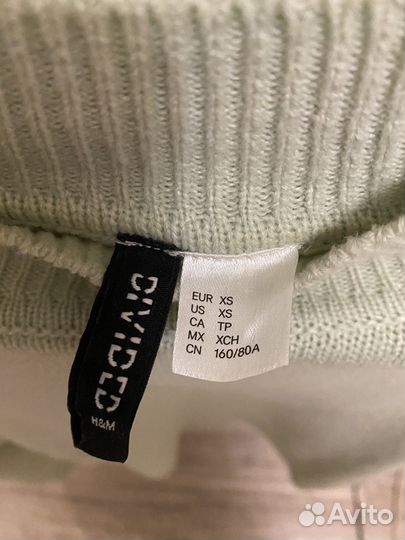 DIVIDED
H&M
EUR XS
US XS
CA TP
MX XCH
CN 160/80A
Avito